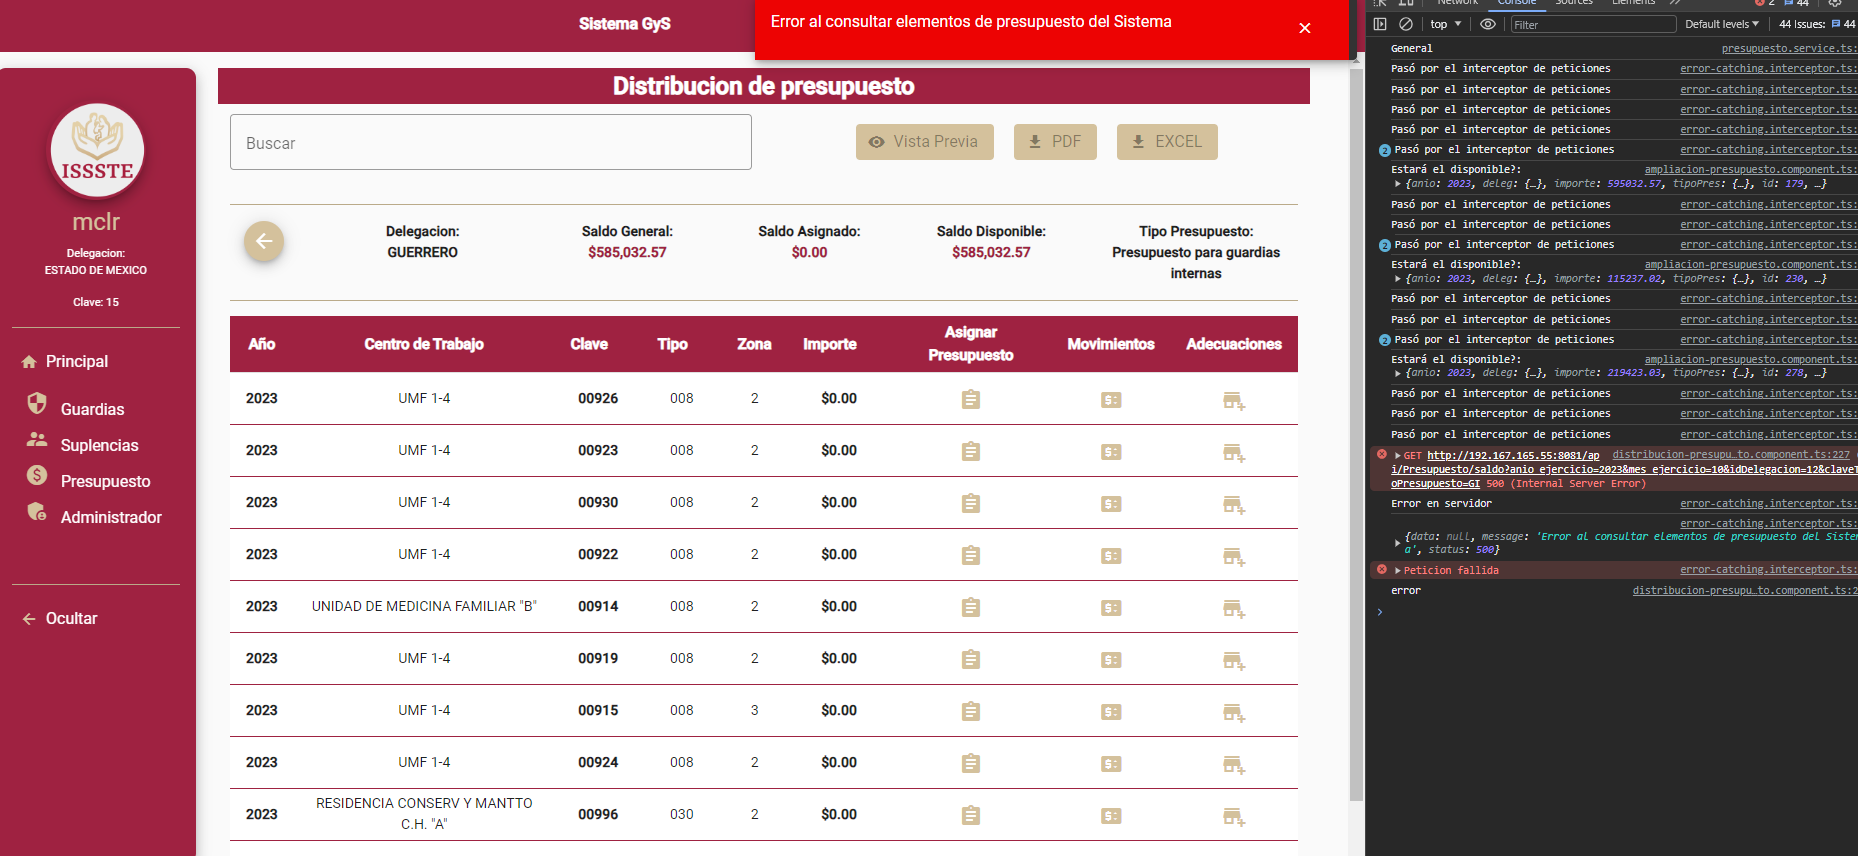 Sistema GyS
Error al consultar elementos de presupuesto del Sistema
ISSSTE
mclr
Delegacion:
ESTADO DE MEXICO
Clave: 15
Principal
Guardias
Suplencias
Presupuesto
Administrador
Ocultar
Distribucion de presupuesto
Buscar
Vista Previa
PDF
EXCEL
Delegacion:
GUERRERO
Saldo General:
$585,032.57
Saldo Asignado:
$0.00
Saldo Disponible:
$585,032.57
Tipo Presupuesto:
Presupuesto para guardias
internas
Año Centro de Trabajo Clave Tipo Zona Importe Asignar Presupuesto Movimientos Adecuaciones
2023 UMF 1-4 00926 008 2 $0.00
2023 UMF 1-4 00923 008 2 $0.00
2023 UMF 1-4 00930 008 2 $0.00
2023 UMF 1-4 00922 008 2 $0.00
2023 UNIDAD DE MEDICINA FAMILIAR "B" 00914 008 2 $0.00
2023 UMF 1-4 00919 008 2 $0.00
2023 UMF 1-4 00915 008 3 $0.00
2023 UMF 1-4 00924 008 2 $0.00
2023 RESIDENCIA CONSERV Y MANTTO C.H. "A" 00996 030 2 $0.00
Network Console Sources Elements 2 44
top Filter Default levels 44 Issues: 44
General presupuesto.service.ts:
Pasó por el interceptor de peticiones error-catching.interceptor.ts:
Pasó por el interceptor de peticiones error-catching.interceptor.ts:
Pasó por el interceptor de peticiones error-catching.interceptor.ts:
Pasó por el interceptor de peticiones error-catching.interceptor.ts:
2 Pasó por el interceptor de peticiones error-catching.interceptor.ts:
Estará el disponible?: ampliacion-presupuesto.component.ts:
{anio: 2023, deleg: {…}, importe: 595032.57, tipoPres: {…}, id: 179, …}
Pasó por el interceptor de peticiones error-catching.interceptor.ts:
Pasó por el interceptor de peticiones error-catching.interceptor.ts:
2 Pasó por el interceptor de peticiones error-catching.interceptor.ts:
Estará el disponible?: ampliacion-presupuesto.component.ts:
{anio: 2023, deleg: {…}, importe: 115237.02, tipoPres: {…}, id: 230, …}
Pasó por el interceptor de peticiones error-catching.interceptor.ts:
Pasó por el interceptor de peticiones error-catching.interceptor.ts:
2 Pasó por el interceptor de peticiones error-catching.interceptor.ts:
Estará el disponible?: ampliacion-presupuesto.component.ts:
{anio: 2023, deleg: {…}, importe: 219423.03, tipoPres: {…}, id: 278, …}
Pasó por el interceptor de peticiones error-catching.interceptor.ts:
Pasó por el interceptor de peticiones error-catching.interceptor.ts:
Pasó por el interceptor de peticiones error-catching.interceptor.ts:
GET http://192.167.165.55:8081/ap distribucion-presupu…to.component.ts:227
i/Presupuesto/saldo?anio_ejercicio=2023&mes_ejercicio=10&idDelegacion=12&claveT
oPresupuesto=GI 500 (Internal Server Error)
Error en servidor error-catching.interceptor.ts:
error-catching.interceptor.ts:
{data: null, message: 'Error al consultar elementos de presupuesto del Sistem
a', status: 500}
Peticion fallida error-catching.interceptor.ts:
error distribucion-presupu…to.component.ts:2